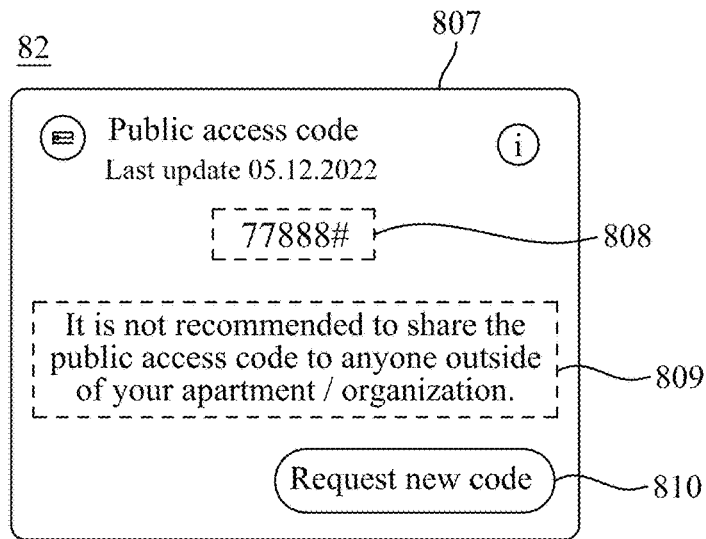 82
807
Public access code
i
Last update 05.12.2022
77888#
808
It is not recommended to share the
public access code to anyone outside
of your apartment / organization.
809
Request new code
810